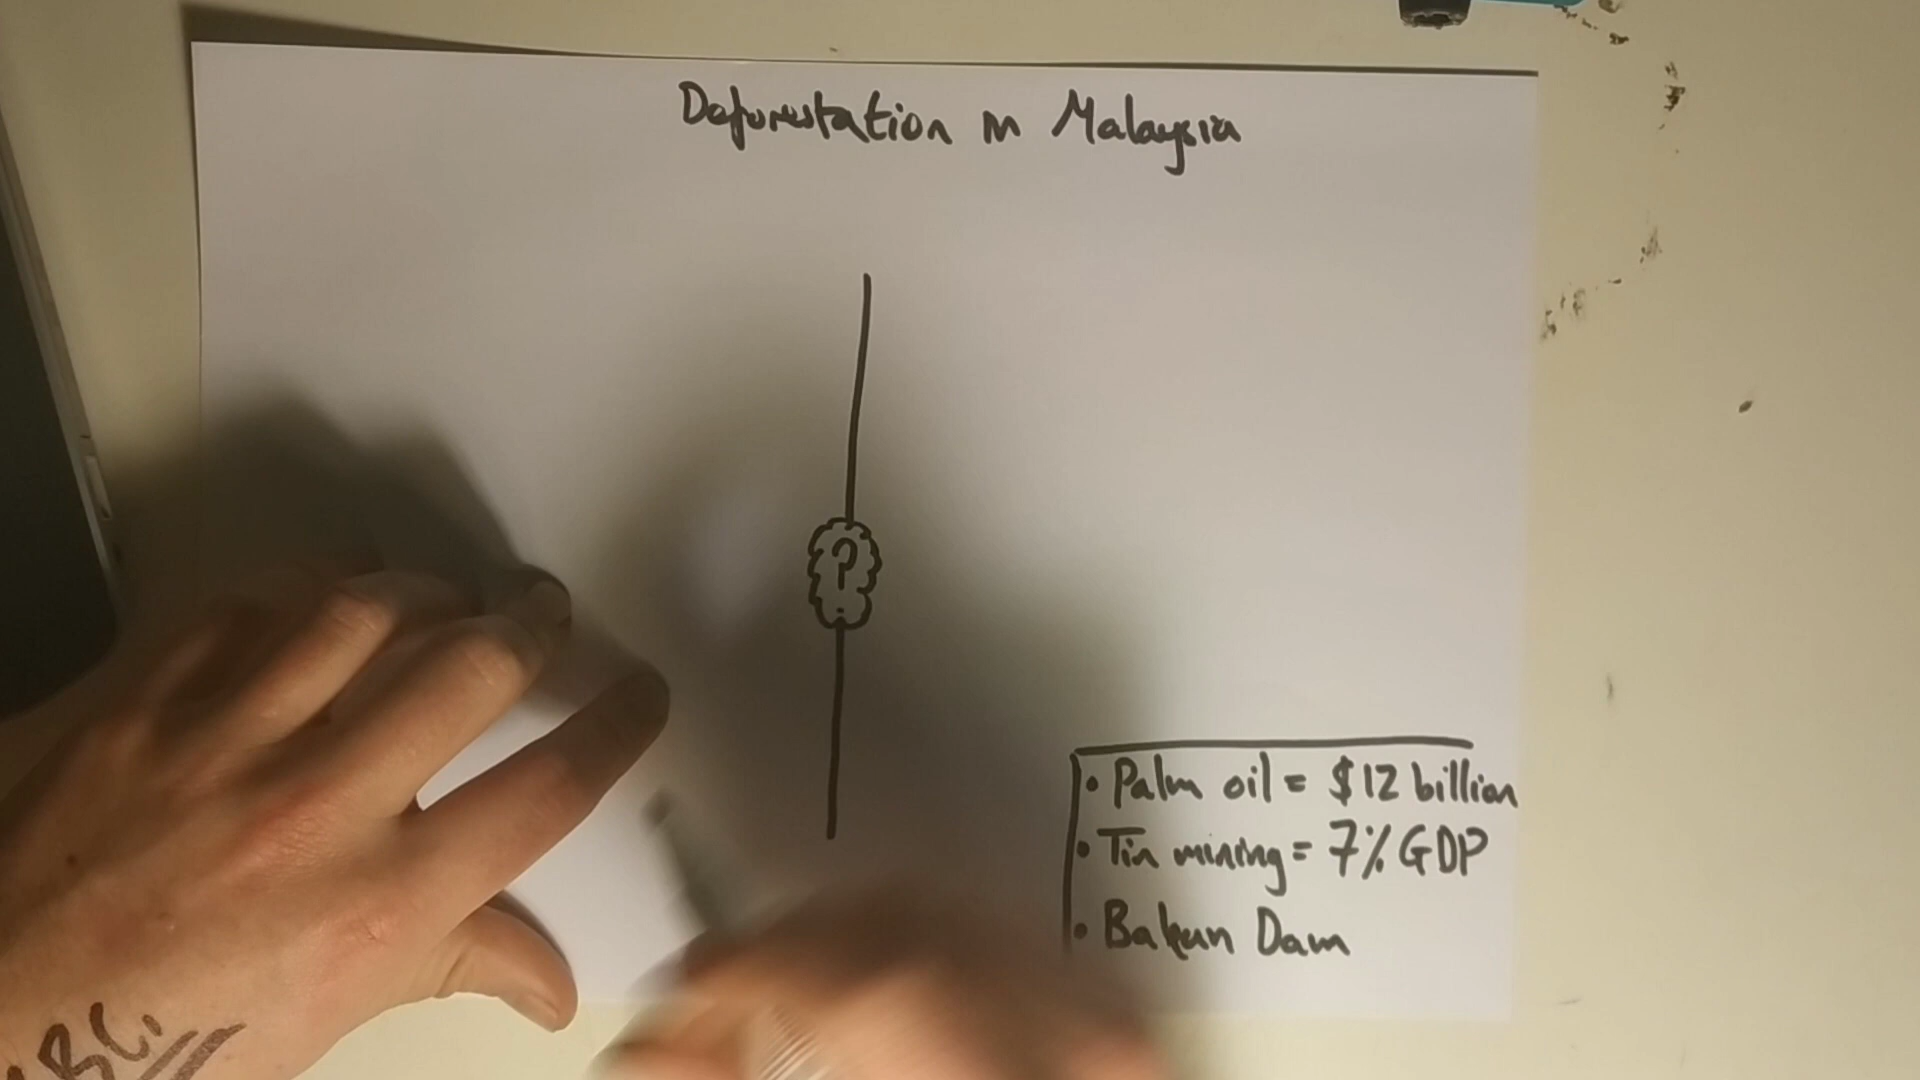 Deforestation in Malaysia
?
• Palm oil = $12 billion
• Tin mining = 7% GDP
• Bakun Dam